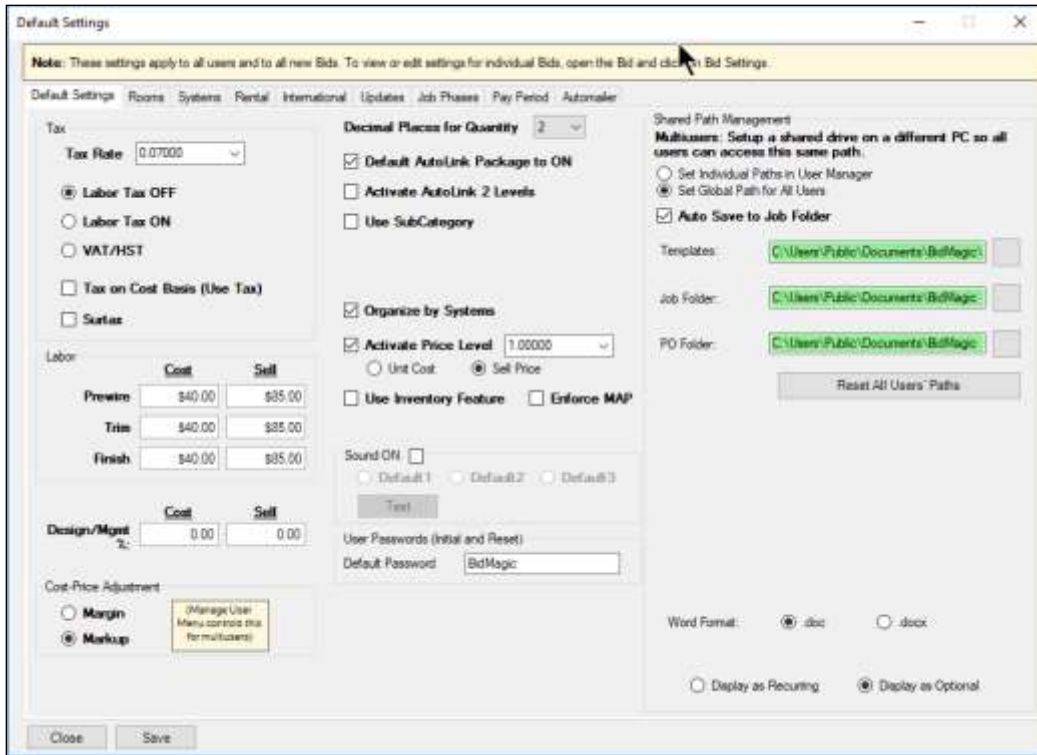 Default Settings
Note: These settings apply to all users and to all new Bids. To view or edit settings for individual Bids, open the Bid and click Bid Settings.
Default Settings Rooms Systems Rental International Updates Job Phases Pay Period Automailer
Tax
Tax Rate 0.07000
Labor Tax OFF
Labor Tax ON
VAT/HST
Tax on Cost Basis (Use Tax)
Surtax
Labor
Cost Sell
Prewire $40.00 $85.00
Trim $40.00 $85.00
Finish $40.00 $85.00
Cost Sell
Design/Mgmt
%: 0.00 0.00
Cost-Price Adjustment
Margin
Markup
(Manage User
Menu controls this
for multiusers)
Decimal Places for Quantity 2
Default AutoLink Package to ON
Activate AutoLink 2 Levels
Use SubCategory
Organize by Systems
Activate Price Level 1.00000
Unit Cost Sell Price
Use Inventory Feature Enforce MAP
Sound ON
Default1 Default2 Default3
User Passwords (Initial and Reset)
Default Password BidMagic
Shared Path Management
Multiusers: Setup a shared drive on a different PC so all
users can access this same path.
Set Individual Paths in User Manager
Set Global Path for All Users
Auto Save to Job Folder
Templates: C:\Users\Public\Documents\BidMagic\
Job Folder: C:\Users\Public\Documents\BidMagic
PO Folder: C:\Users\Public\Documents\BidMagic
Reset All Users' Paths
Word Format: .doc .docx
Display as Recurring Display as Optional
Close Save